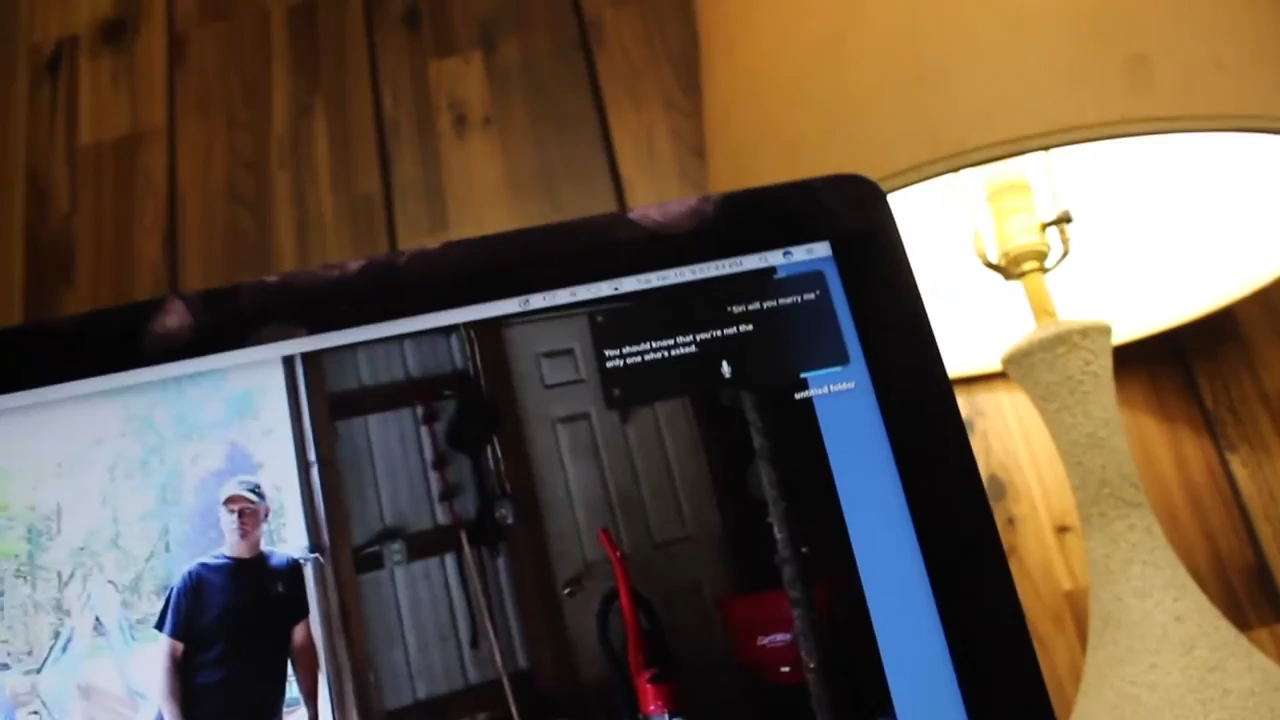 "Siri will you marry me"
You should know that you're not the
only one who's asked.
untitled folder